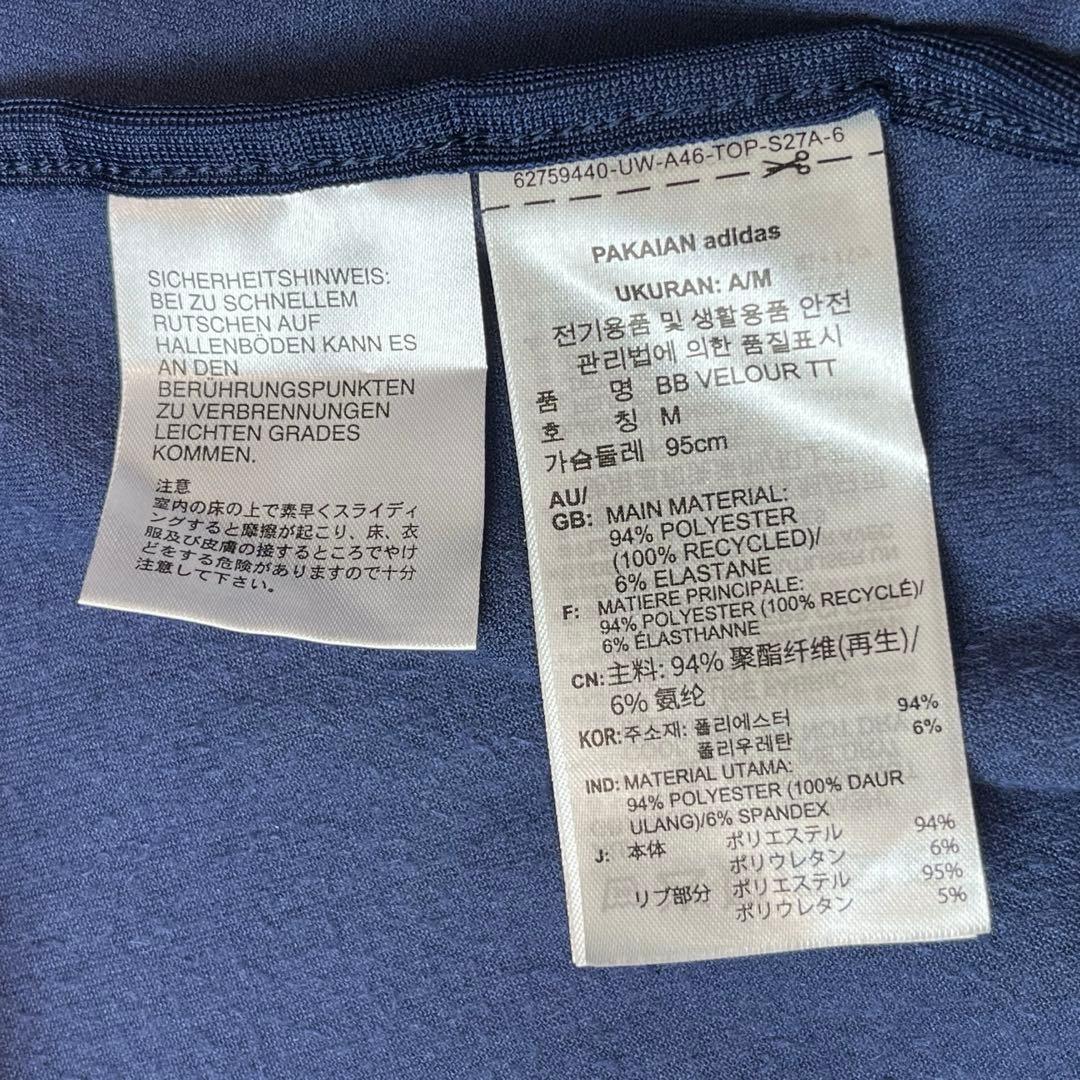 SICHERHEITSHINWEIS:
BEI ZU SCHNELLEM
RUTSCHEN AUF
HALLENBÖDEN KANN ES
AN DEN
BERÜHRUNGSPUNKTEN
ZU VERBRENNUNGEN
LEICHTEN GRADES
KOMMEN.
注意
室内の床の上で素早くスライディ
ングすると摩擦が起こり、床、衣
服及び皮膚の接するところでやけ
どをする危険がありますので十分
注意して下さい。
62759440-UW-A46-TOP-S27A-6
PAKAIAN adidas
UKURAN: A/M
전기용품 및 생활용품 안전
관리법에 의한 품질표시
품 명 BB VELOUR TT
호 칭 M
가슴둘레 95cm
AU/
GB: MAIN MATERIAL:
94% POLYESTER
(100% RECYCLED)/
6% ELASTANE
F: MATIERE PRINCIPALE:
94% POLYESTER (100% RECYCLÉ)/
6% ÉLASTHANNE
CN: 主料: 94% 聚酯纤维(再生)/
6% 氨纶
KOR: 주소재: 폴리에스터 94%
폴리우레탄 6%
IND: MATERIAL UTAMA:
94% POLYESTER (100% DAUR
ULANG)/6% SPANDEX
J: 本体 ポリエステル 94%
ポリウレタン 6%
リブ部分 ポリエステル 95%
ポリウレタン 5%